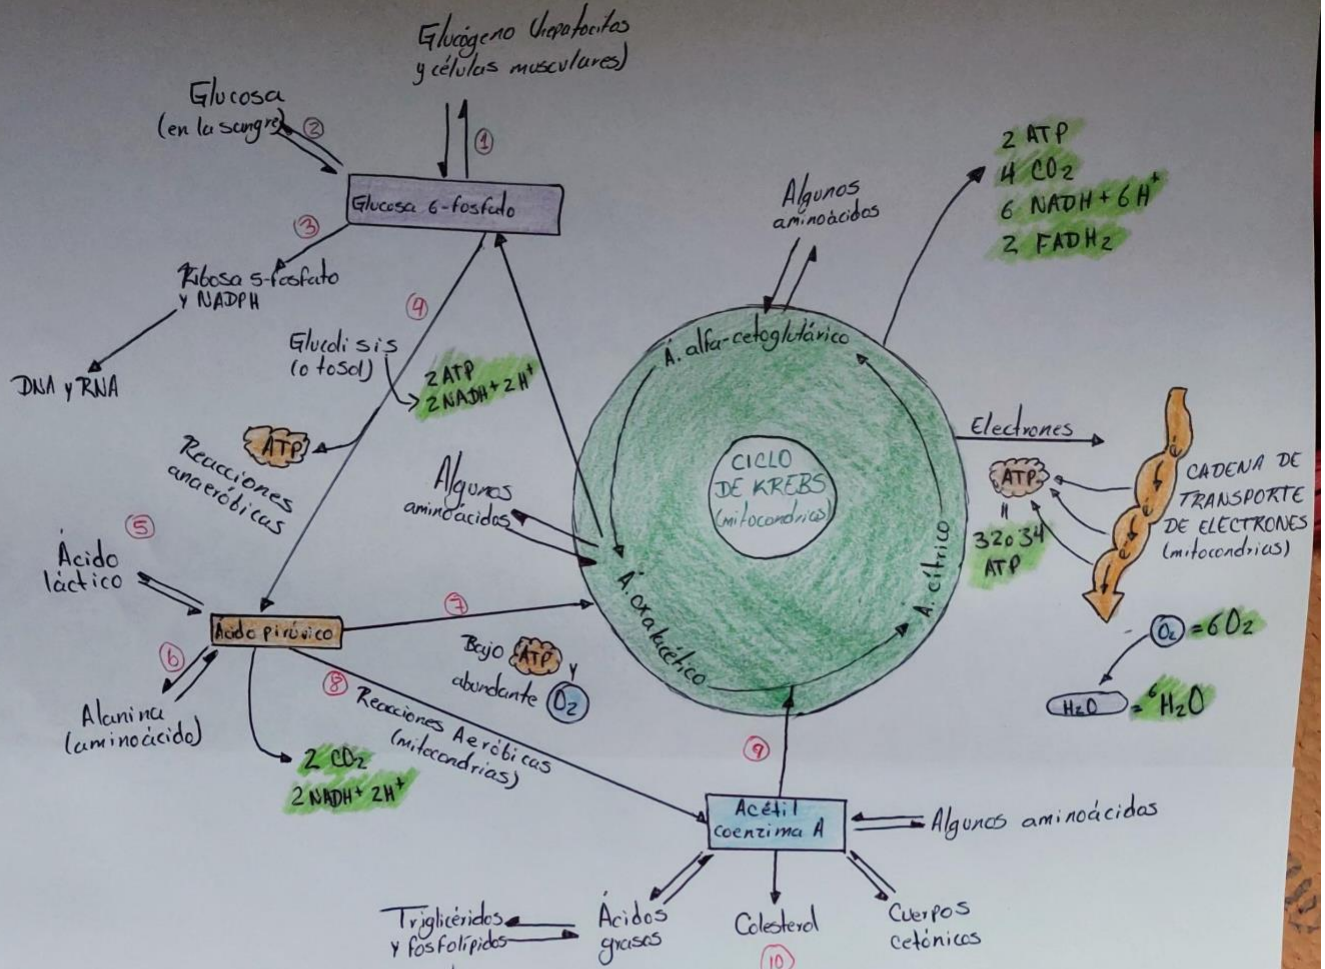 Glucógeno (hepatocitos
y células musculares)
Glucosa
(en la sangre)
2
1
Glucosa 6-fosfato
3
Ribosa 5-fosfato
y NADPH
DNA y RNA
4
Glucolisis
(o tosol)
2 ATP
2 NADH + 2H+
ATP
Reacciones
anaeróbicas
Algunos
aminoácidos
5
Ácido
láctico
Ácido pirúvico
6
Alanina
(aminoácido)
7
Bajo ATP y
abundante O2
8
Reacciones Aeróbicas
(mitocondrias)
2 CO2
2 NADH + 2H+
Algunos
aminoácidos
Á. alfa-cetoglutárico
CICLO
DE KREBS
(mitocondrias)
Á. oxalacético
Á. cítrico
2 ATP
4 CO2
6 NADH + 6H+
2 FADH2
Electrones
ATP
=
32 o 34
ATP
é
e
e
e
CADENA DE
TRANSPORTE
DE ELECTRONES
(mitocondrias)
O2 = 6O2
H2O = 6H2O
9
Acétil
coenzima A
Algunos aminoácidos
Triglicéridos
y fosfolípidos
Ácidos
grasos
Colesterol
10
Cuerpos
cetónicos